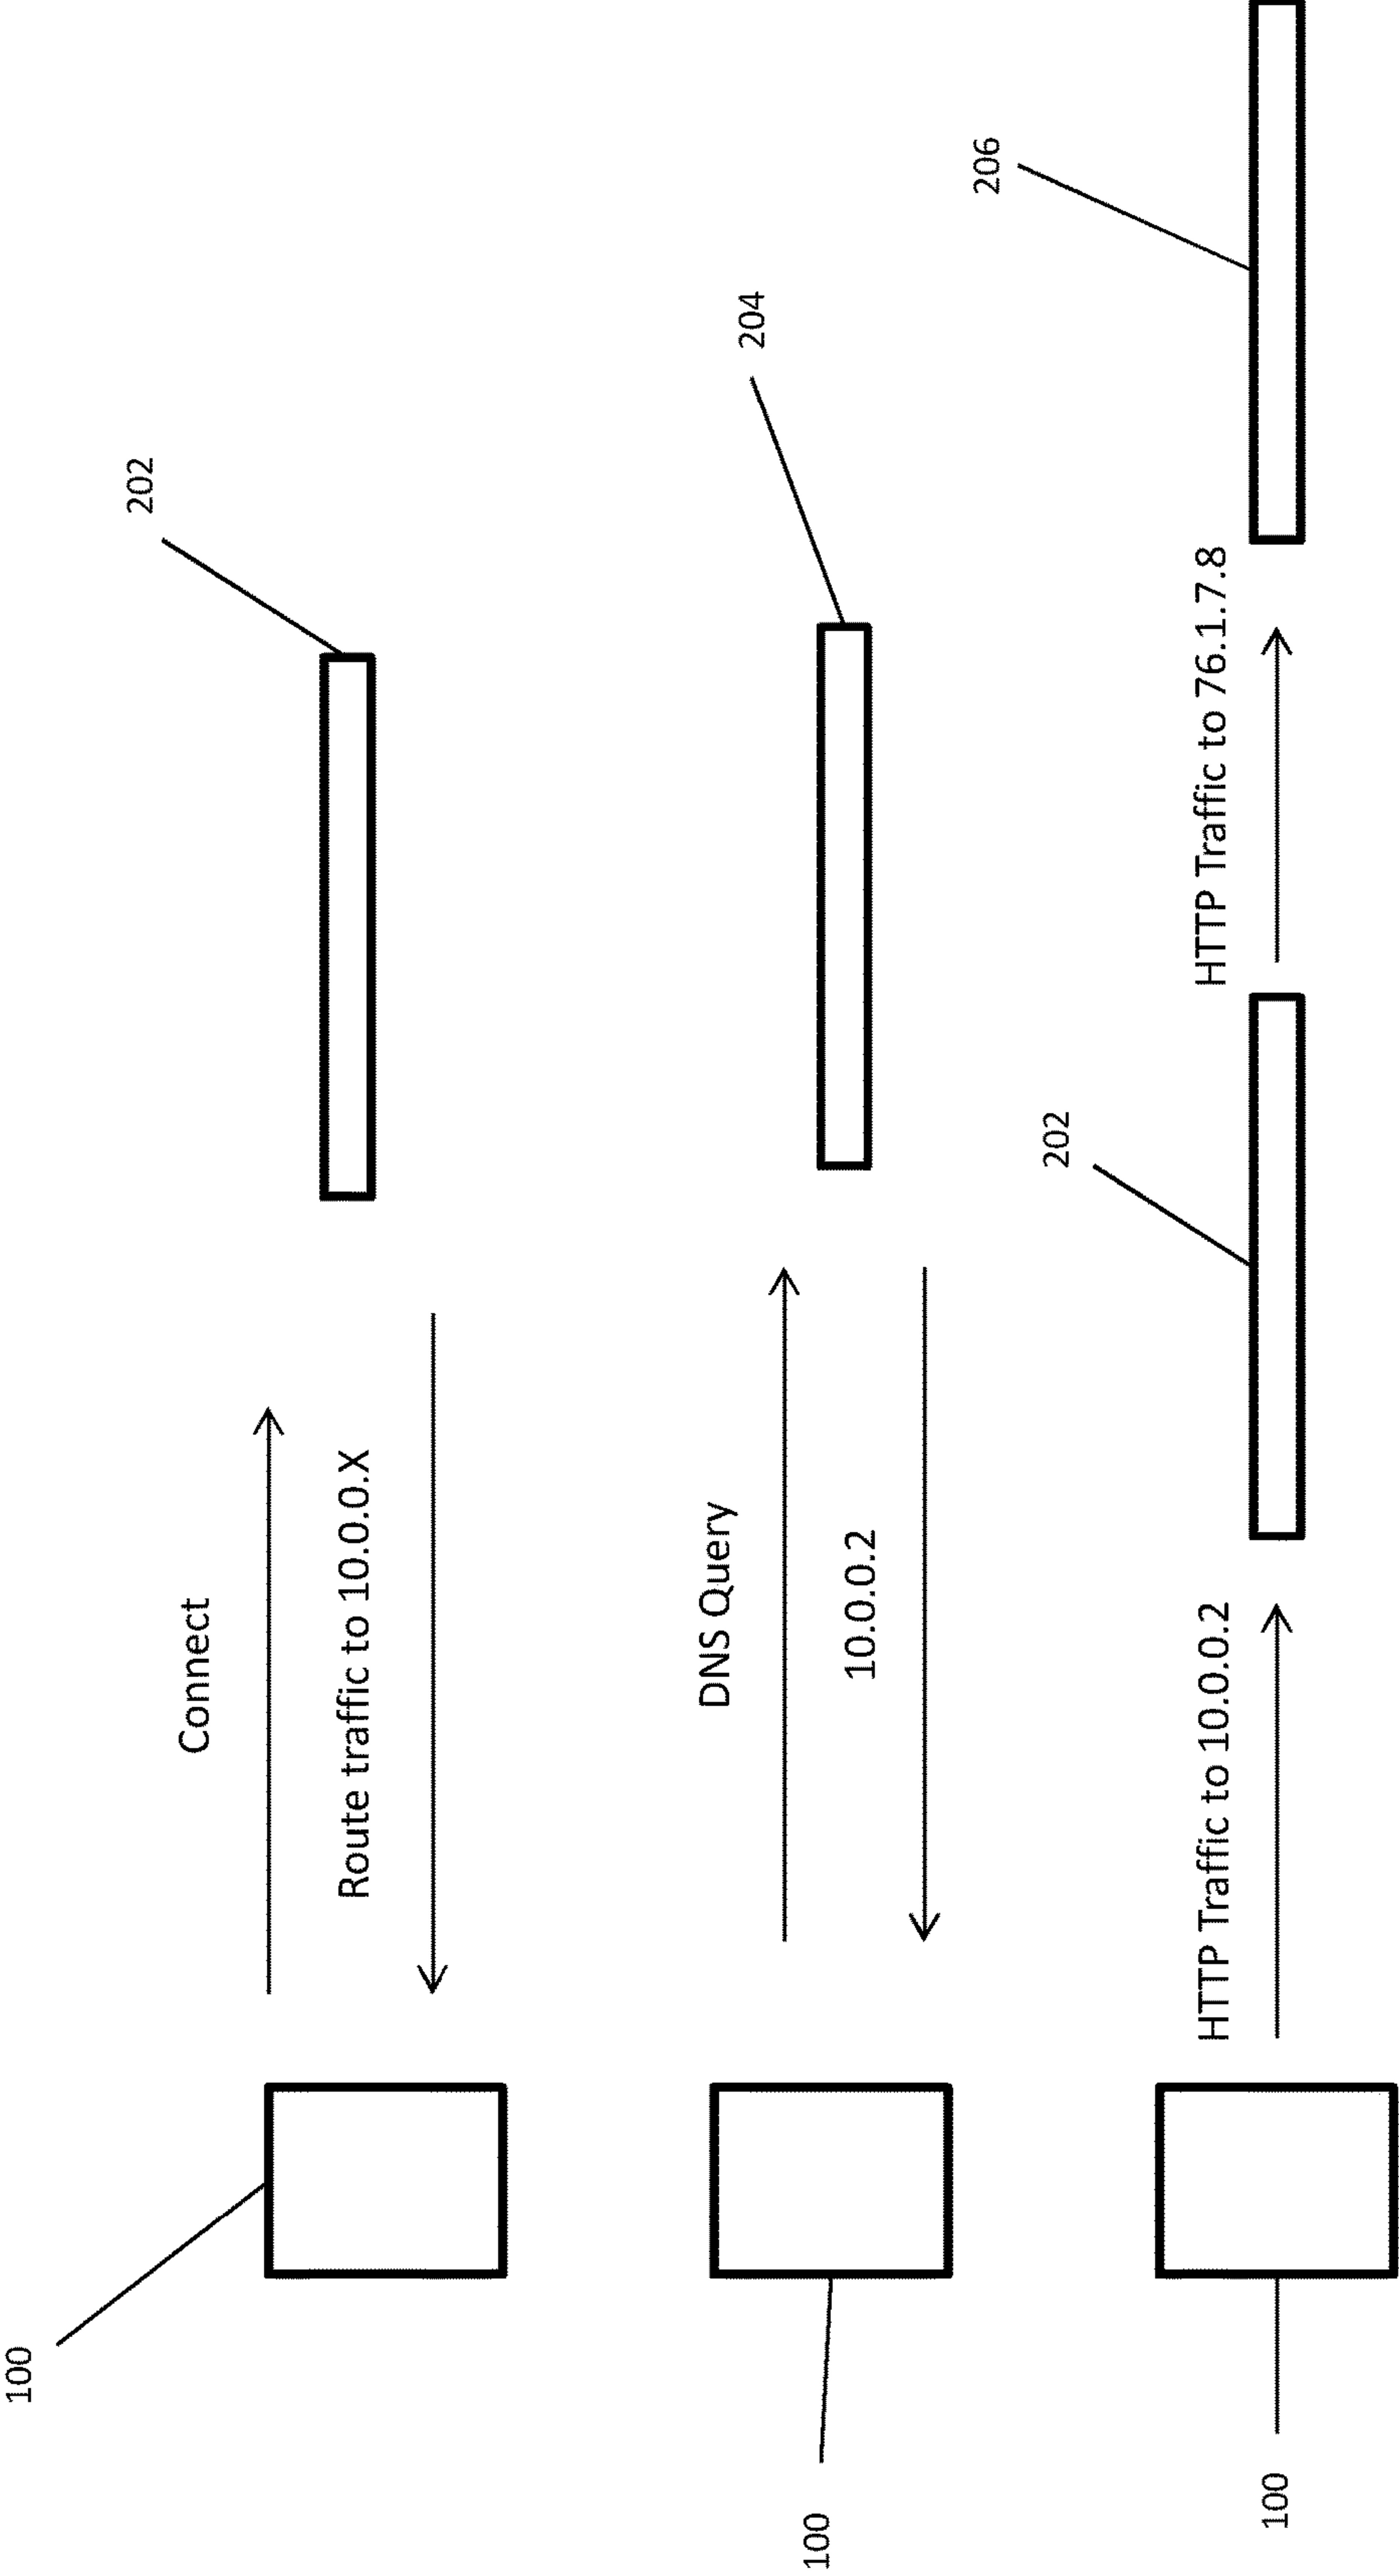 202
Connect
Route traffic to 10.0.0.X
100
204
DNS Query
10.0.0.2
100
206
202
HTTP Traffic to 10.0.0.2
HTTP Traffic to 76.1.7.8
100